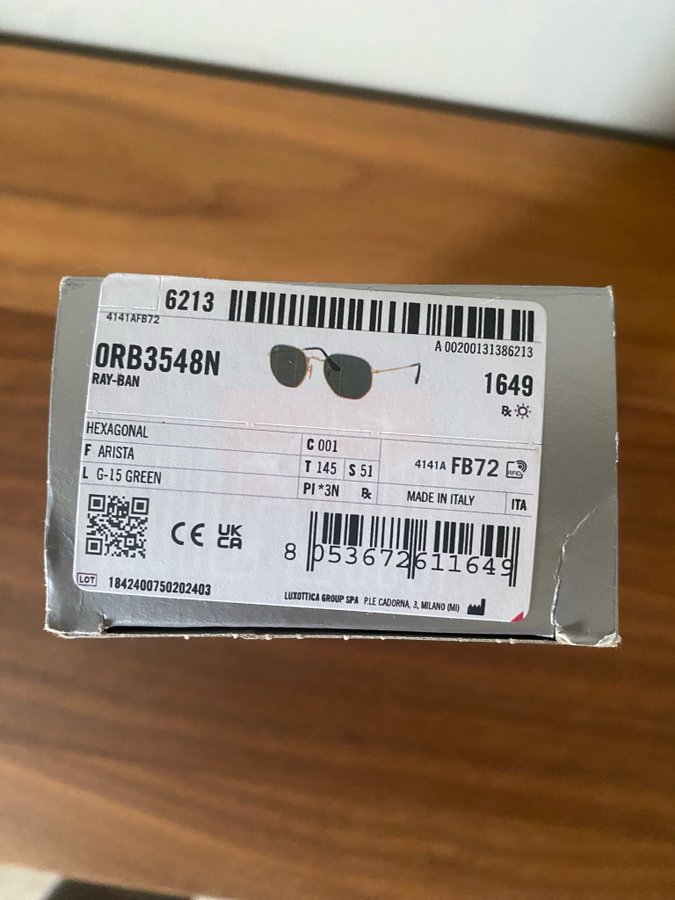 6213
4141AFB72
A 00200131386213
0RB3548N
RAY-BAN
1649
℞
HEXAGONAL
F ARISTA
L G-15 GREEN
C 001
T 145 S 51
PI *3N ℞
4141A FB72 RFID
MADE IN ITALY ITA
CE UK CA
8 053672 611649
LOT 1842400750202403
LUXOTTICA GROUP SPA P.LE CADORNA, 3, MILANO (MI)